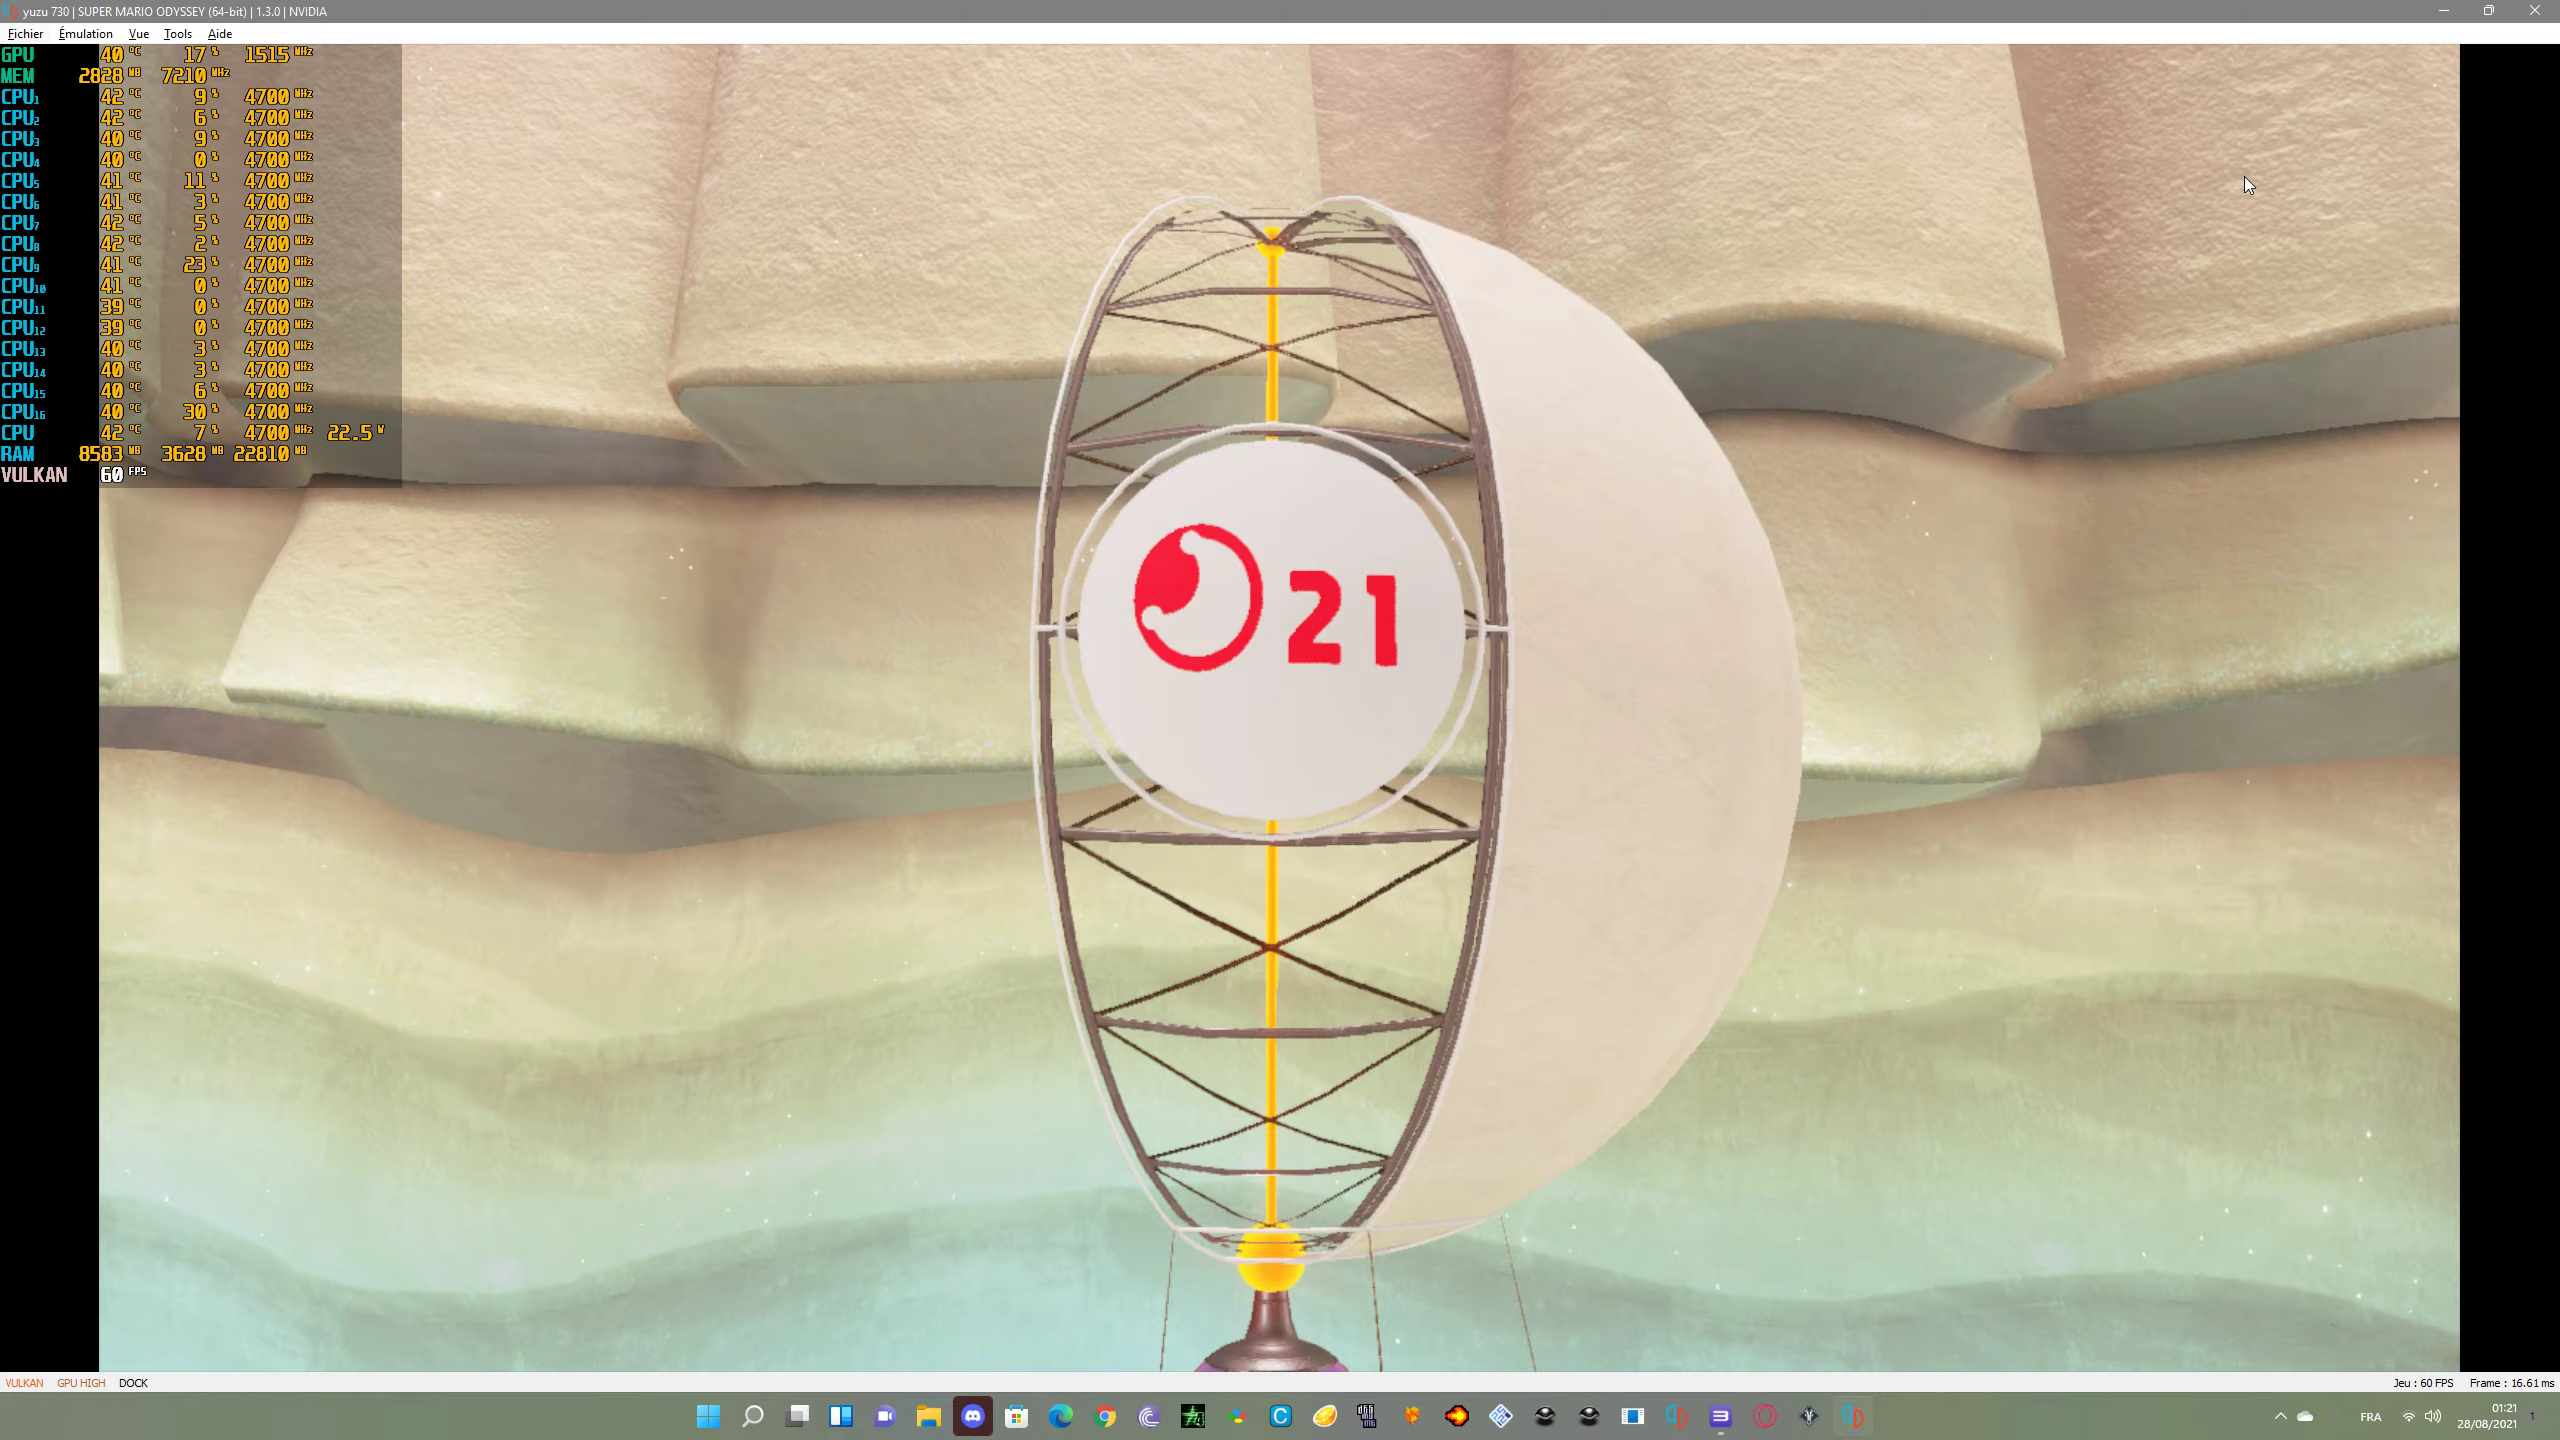 yuzu 730 | SUPER MARIO ODYSSEY (64-bit) | 1.3.0 | NVIDIA
Fichier Émulation Vue Tools Aide
GPU 40 °C 17 % 1515 MHz
MEM 2828 MB 7210 MHz
CPU1 42 °C 9 % 4700 MHz
CPU2 42 °C 6 % 4700 MHz
CPU3 40 °C 9 % 4700 MHz
CPU4 40 °C 0 % 4700 MHz
CPU5 41 °C 11 % 4700 MHz
CPU6 41 °C 3 % 4700 MHz
CPU7 42 °C 5 % 4700 MHz
CPU8 42 °C 2 % 4700 MHz
CPU9 41 °C 23 % 4700 MHz
CPU10 41 °C 0 % 4700 MHz
CPU11 39 °C 0 % 4700 MHz
CPU12 39 °C 0 % 4700 MHz
CPU13 40 °C 3 % 4700 MHz
CPU14 40 °C 3 % 4700 MHz
CPU15 40 °C 6 % 4700 MHz
CPU16 40 °C 30 % 4700 MHz
CPU 42 °C 7 % 4700 MHz 22.5 W
RAM 8583 MB 3628 MB 22810 MB
VULKAN 60 FPS
21
VULKAN GPU HIGH DOCK Jeu : 60 FPS Frame : 16.61 ms
FRA 01:21 1
28/08/2021